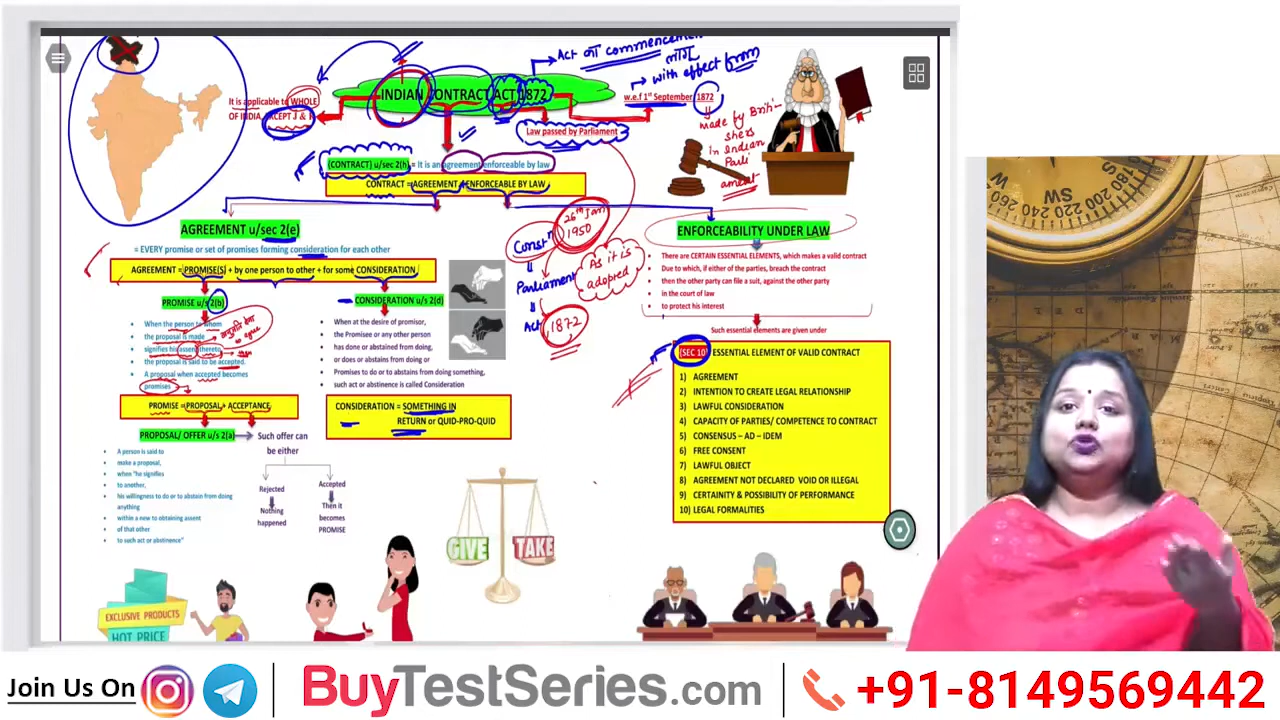 Act का commencement
with effect from
It is applicable to WHOLE
OF INDIA, EXCEPT J & K
INDIAN CONTRACT ACT 1872
w.e.f 1st September, 1872
Law passed by Parliament
made by Briti-
shers
in Indian
Parli
ament
(CONTRACT) u/sec 2(h) = It is an agreement enforceable by law
CONTRACT = AGREEMENT + ENFORCEABLE BY LAW
AGREEMENT u/sec 2(e)
= EVERY promise or set of promises forming consideration for each other
AGREEMENT = PROMISE(S) + by one person to other + for some CONSIDERATION
PROMISE u/s 2(b)
When the person to whom
the proposal is made
signifies his assent thereto
the proposal is said to be accepted.
A proposal when accepted becomes
promises
PROMISE = PROPOSAL + ACCEPTANCE
PROPOSAL/ OFFER u/s 2(a)
A person is said to
make a proposal,
when "he signifies
to another,
his willingness to do or to abstain from doing
anything
within a new to obtaining assent
of that other
to such act or abstinence"
Such offer can
be either
Rejected
Nothing
happened
Accepted
Then it
becomes
PROMISE
CONSIDERATION u/s 2(d)
When at the desire of promisor,
the Promisee or any other person
has done or abstained from doing,
or does or abstains from doing or
Promises to do or to abstains from doing something,
such act or abstinence is called Consideration
CONSIDERATION = SOMETHING IN
RETURN or QUID-PRO-QUID
26th Jan
1950
Constn
Parliament
Act
1872
As it is
adopred
ENFORCEABILITY UNDER LAW
There are CERTAIN ESSENTIAL ELEMENTS, which makes a valid contract
Due to which, if either of the parties, breach the contract
then the other party can file a suit, against the other party
in the court of law
to protect his interest
Such essential elements are given under
(SEC 10) ESSENTIAL ELEMENT OF VALID CONTRACT
1) AGREEMENT
2) INTENTION TO CREATE LEGAL RELATIONSHIP
3) LAWFUL CONSIDERATION
4) CAPACITY OF PARTIES/ COMPETENCE TO CONTRACT
5) CONSENSUS – AD – IDEM
6) FREE CONSENT
7) LAWFUL OBJECT
8) AGREEMENT NOT DECLARED VOID OR ILLEGAL
9) CERTAINITY & POSSIBILITY OF PERFORMANCE
10) LEGAL FORMALITIES
GIVE TAKE
EXCLUSIVE PRODUCTS
HOT PRICE
SW
Join Us On
BuyTestSeries.com
+91-8149569442